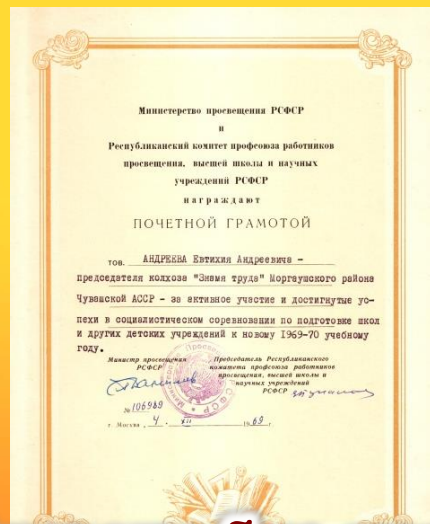 Министерство просвещения РСФСР
и
Республиканский комитет профсоюза работников
просвещения, высшей школы и научных
учреждений РСФСР
награждают
ПОЧЕТНОЙ ГРАМОТОЙ
тов. АНДРЕЕВА Евтихия Андреевича -
председателя колхоза "Знамя труда" Моргаушского района
Чувашской АССР - за активное участие и достигнутые ус-
пехи в социалистическом соревновании по подготовке школ
и других детских учреждений к новому 1969-70 учебному
году.
Министр просвещения
РСФСР
Председатель Республиканского
комитета профсоюза работников
просвещения, высшей школы и
научных учреждений
РСФСР
№ 106989
г. Москва, 4. XII 1969 г.